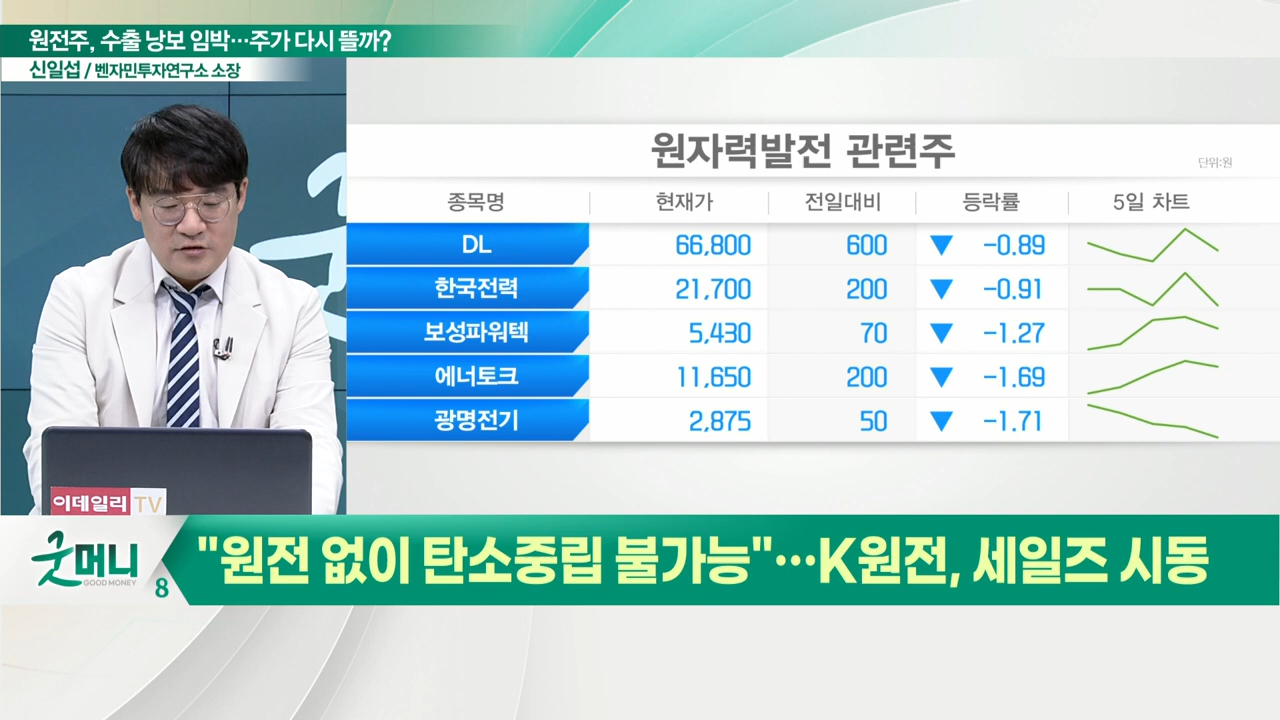 원전주, 수출 낭보 임박…주가 다시 뜰까?
신일섭 / 벤자민투자연구소 소장
원자력발전 관련주
단위:원
종목명 현재가 전일대비 등락률 5일 차트
DL 66,800 600 ▼ -0.89
한국전력 21,700 200 ▼ -0.91
보성파워텍 5,430 70 ▼ -1.27
에너토크 11,650 200 ▼ -1.69
광명전기 2,875 50 ▼ -1.71
이데일리 TV
굿머니
GOOD MONEY
8
"원전 없이 탄소중립 불가능"…K원전, 세일즈 시동